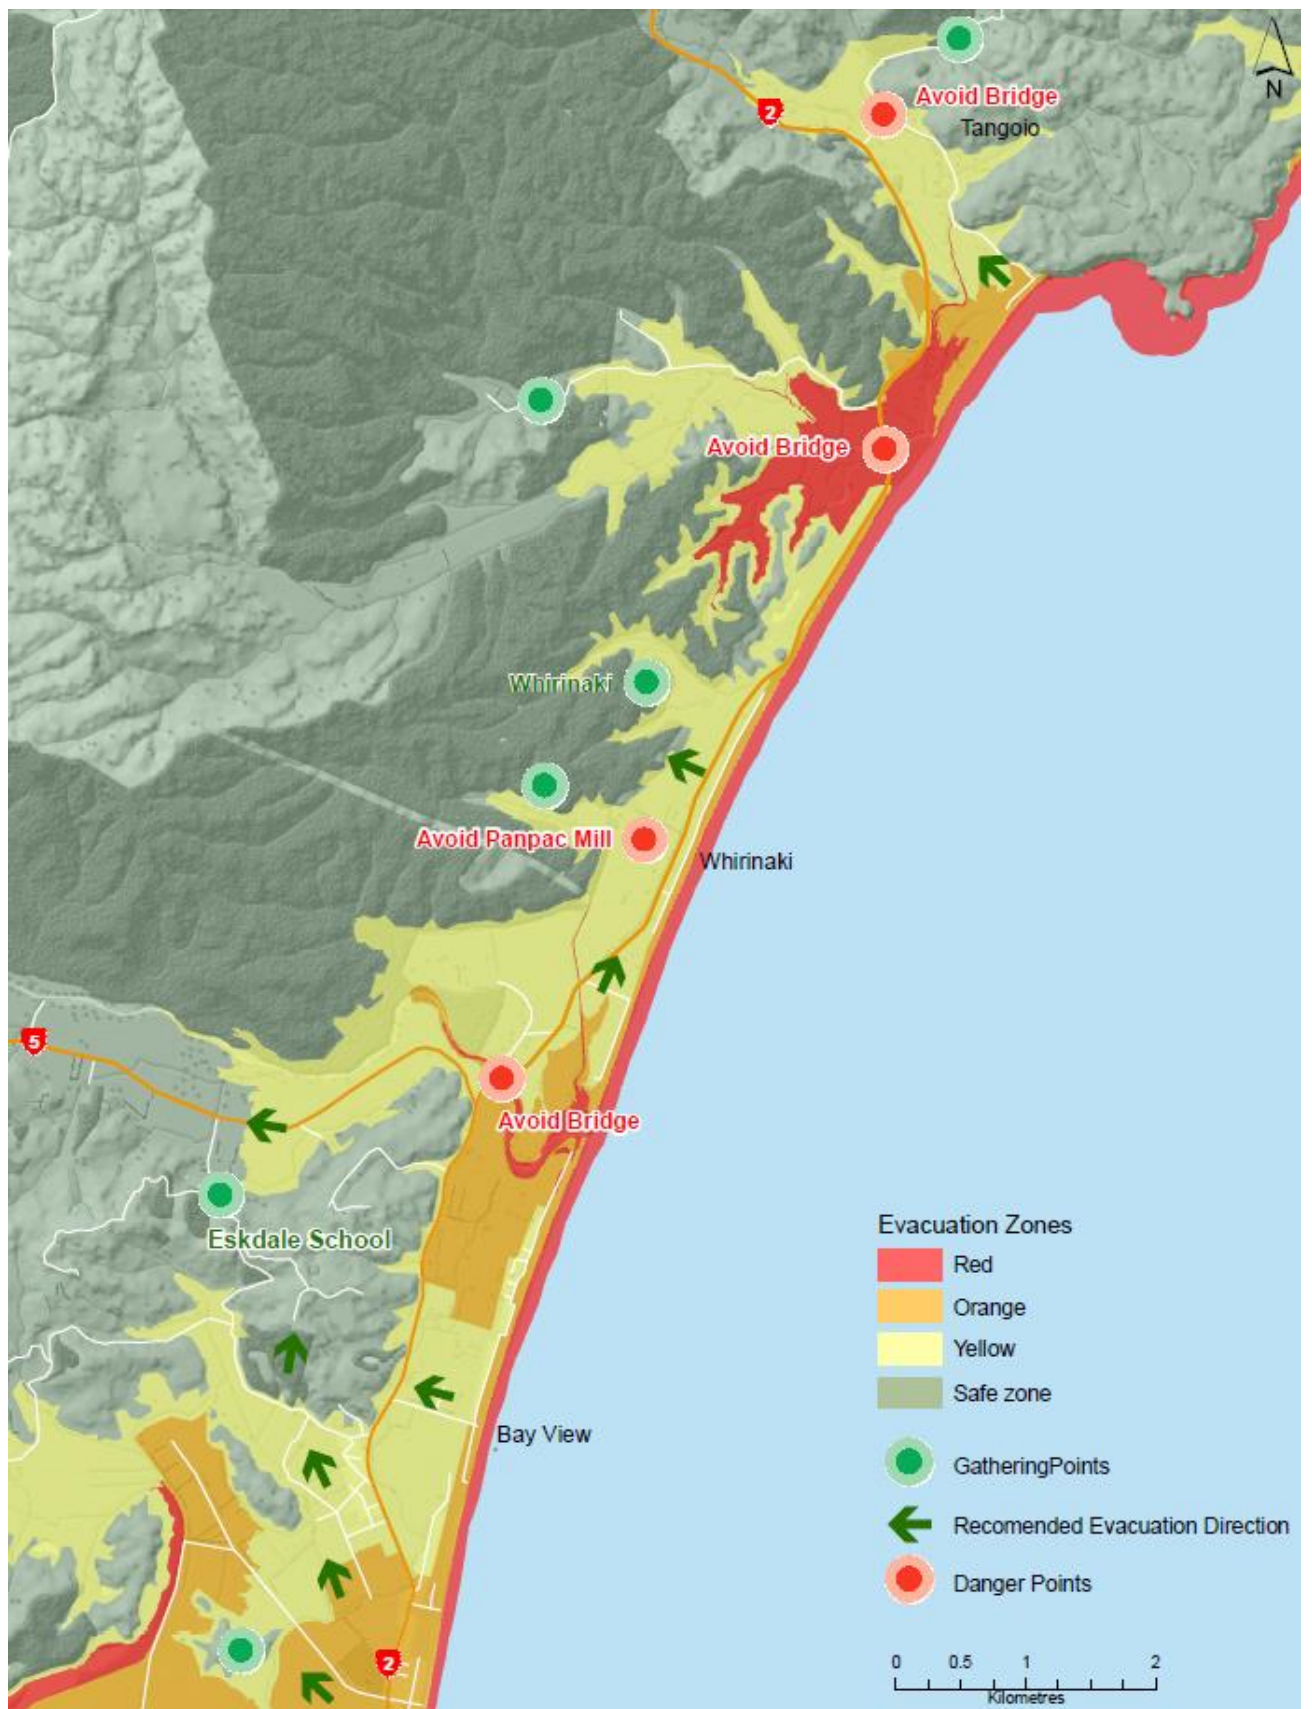 N
Avoid Bridge
2
Tangoio
Avoid Bridge
Whirinaki
Avoid Panpac Mill
Whirinaki
5
Avoid Bridge
Eskdale School
Bay View
2
Evacuation Zones
Red
Orange
Yellow
Safe zone
GatheringPoints
Recomended Evacuation Direction
Danger Points
0 0.5 1 2
Kilometres